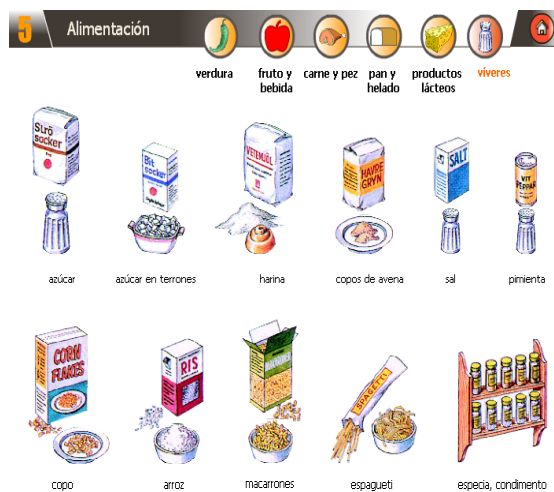 5 Alimentación
verdura
fruto y
bebida
carne y pez
pan y
helado
productos
lácteos
víveres
Strö
socker
Bit
socker
VETEMJÖL
HAVRE
GRYN
SALT
VIT
PEPPAR
azúcar
azúcar en terrones
harina
copos de avena
sal
pimienta
CORN
FLAKES
RIS
SPAGETTI
copo
arroz
macarrones
espagueti
especia, condimento